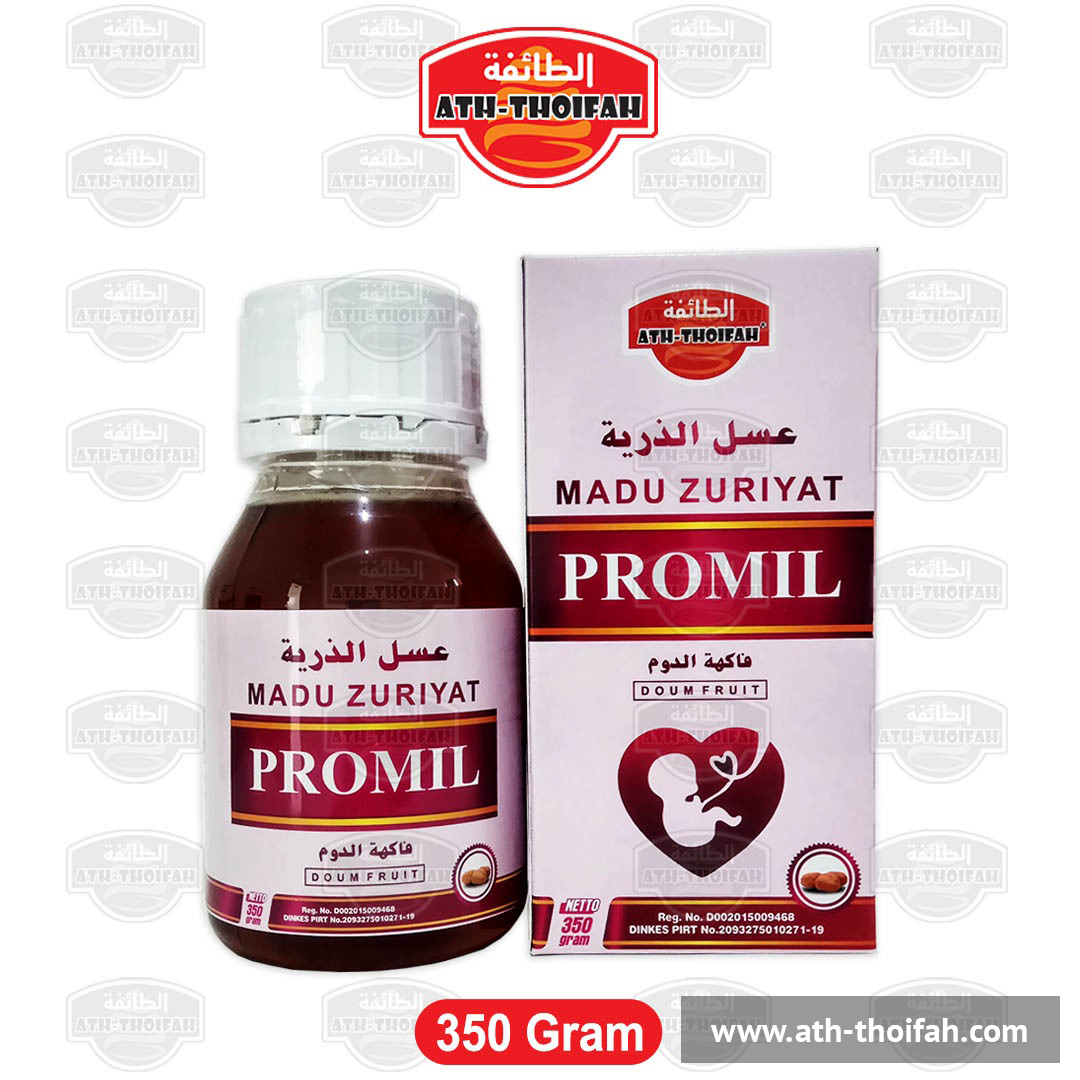 الطائفة
ATH-THOIFAH
الطائفة
ATH-THOIFAH®
عسل الذرية
MADU ZURIYAT
PROMIL
فاكهة الدوم
DOUM FRUIT
NETTO
350
gram
Reg. No. D002015009468
DINKES PIRT No.2093275010271-19
عسل الذرية
MADU ZURIYAT
PROMIL
فاكهة الدوم
DOUM FRUIT
NETTO
350
gram
Reg. No. D002015009468
DINKES PIRT No.2093275010271-19
350 Gram
www.ath-thoifah.com